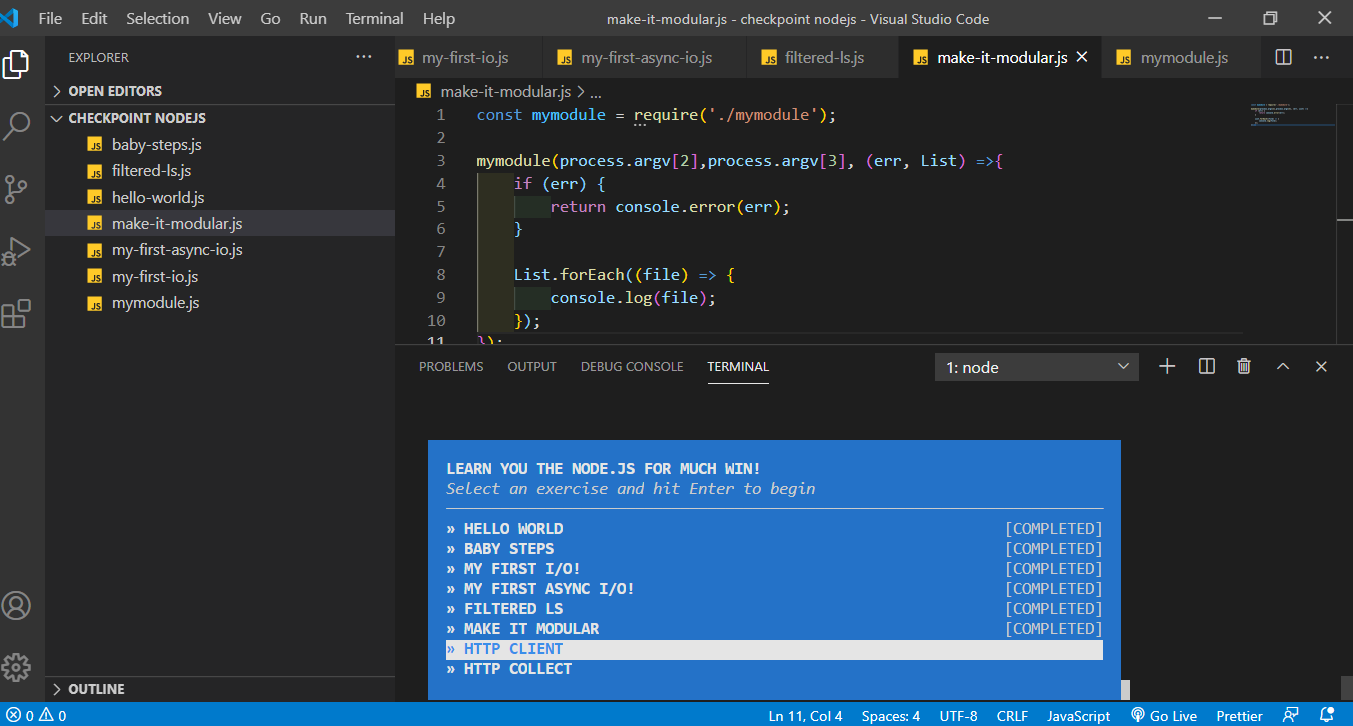 File Edit Selection View Go Run Terminal Help make-it-modular.js - checkpoint nodejs - Visual Studio Code
EXPLORER
OPEN EDITORS
CHECKPOINT NODEJS
JS baby-steps.js
JS filtered-ls.js
JS hello-world.js
JS make-it-modular.js
JS my-first-async-io.js
JS my-first-io.js
JS mymodule.js
OUTLINE
JS my-first-io.js JS my-first-async-io.js JS filtered-ls.js JS make-it-modular.js JS mymodule.js
JS make-it-modular.js > ...
1 const mymodule = require('./mymodule');
2
3 mymodule(process.argv[2],process.argv[3], (err, List) =>{
4 if (err) {
5 return console.error(err);
6 }
7
8 List.forEach((file) => {
9 console.log(file);
10 });
11 });
PROBLEMS OUTPUT DEBUG CONSOLE TERMINAL 1: node
LEARN YOU THE NODE.JS FOR MUCH WIN!
Select an exercise and hit Enter to begin
» HELLO WORLD [COMPLETED]
» BABY STEPS [COMPLETED]
» MY FIRST I/O! [COMPLETED]
» MY FIRST ASYNC I/O! [COMPLETED]
» FILTERED LS [COMPLETED]
» MAKE IT MODULAR [COMPLETED]
» HTTP CLIENT
» HTTP COLLECT
0 0 Ln 11, Col 4 Spaces: 4 UTF-8 CRLF JavaScript Go Live Prettier